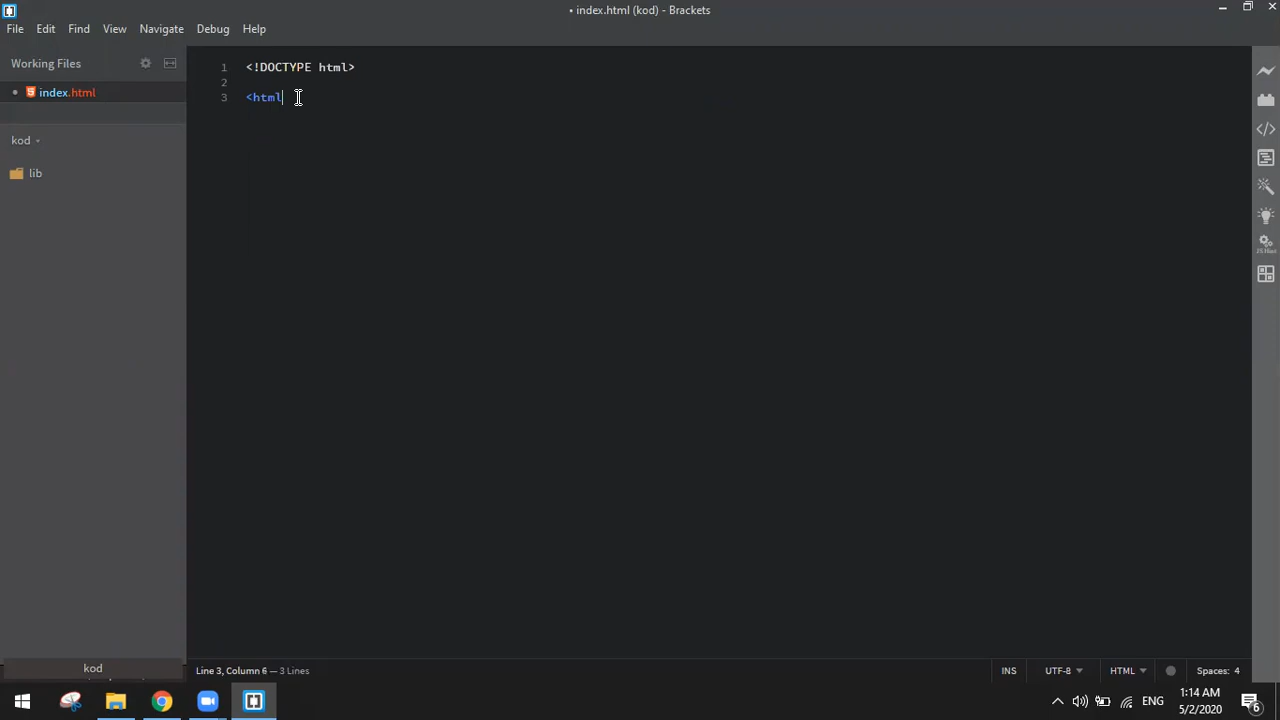 • index.html (kod) - Brackets
File Edit Find View Navigate Debug Help
Working Files
• index.html
kod
lib
1 <!DOCTYPE html>
2
3 <html
kod
Line 3, Column 6 — 3 Lines
INS UTF-8 HTML Spaces: 4
ENG
1:14 AM
5/2/2020
6